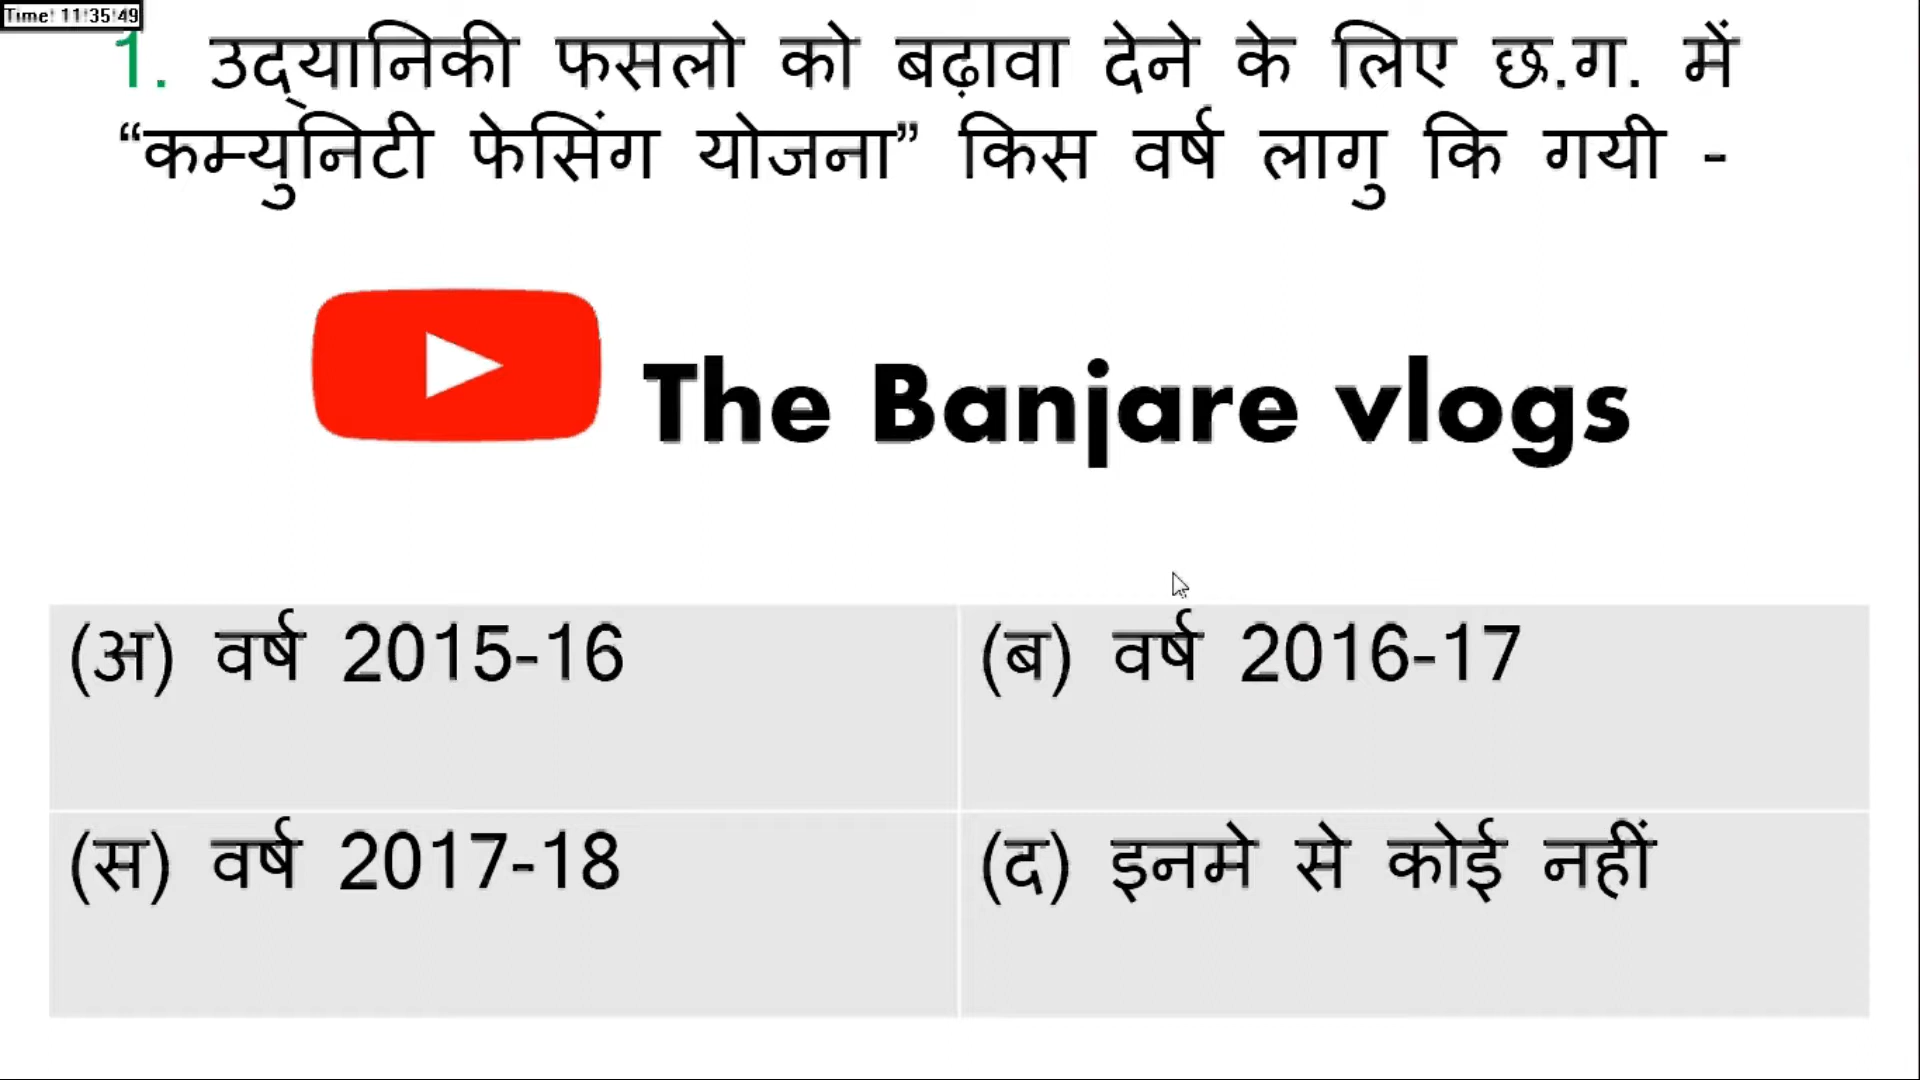 Time: 11:35:49
1. उद्यानिकी फसलो को बढ़ावा देने के लिए छ.ग. में
“कम्युनिटी फेसिंग योजना” किस वर्ष लागु कि गयी -
The Banjare vlogs
(अ) वर्ष 2015-16
(ब) वर्ष 2016-17
(स) वर्ष 2017-18
(द) इनमे से कोई नहीं